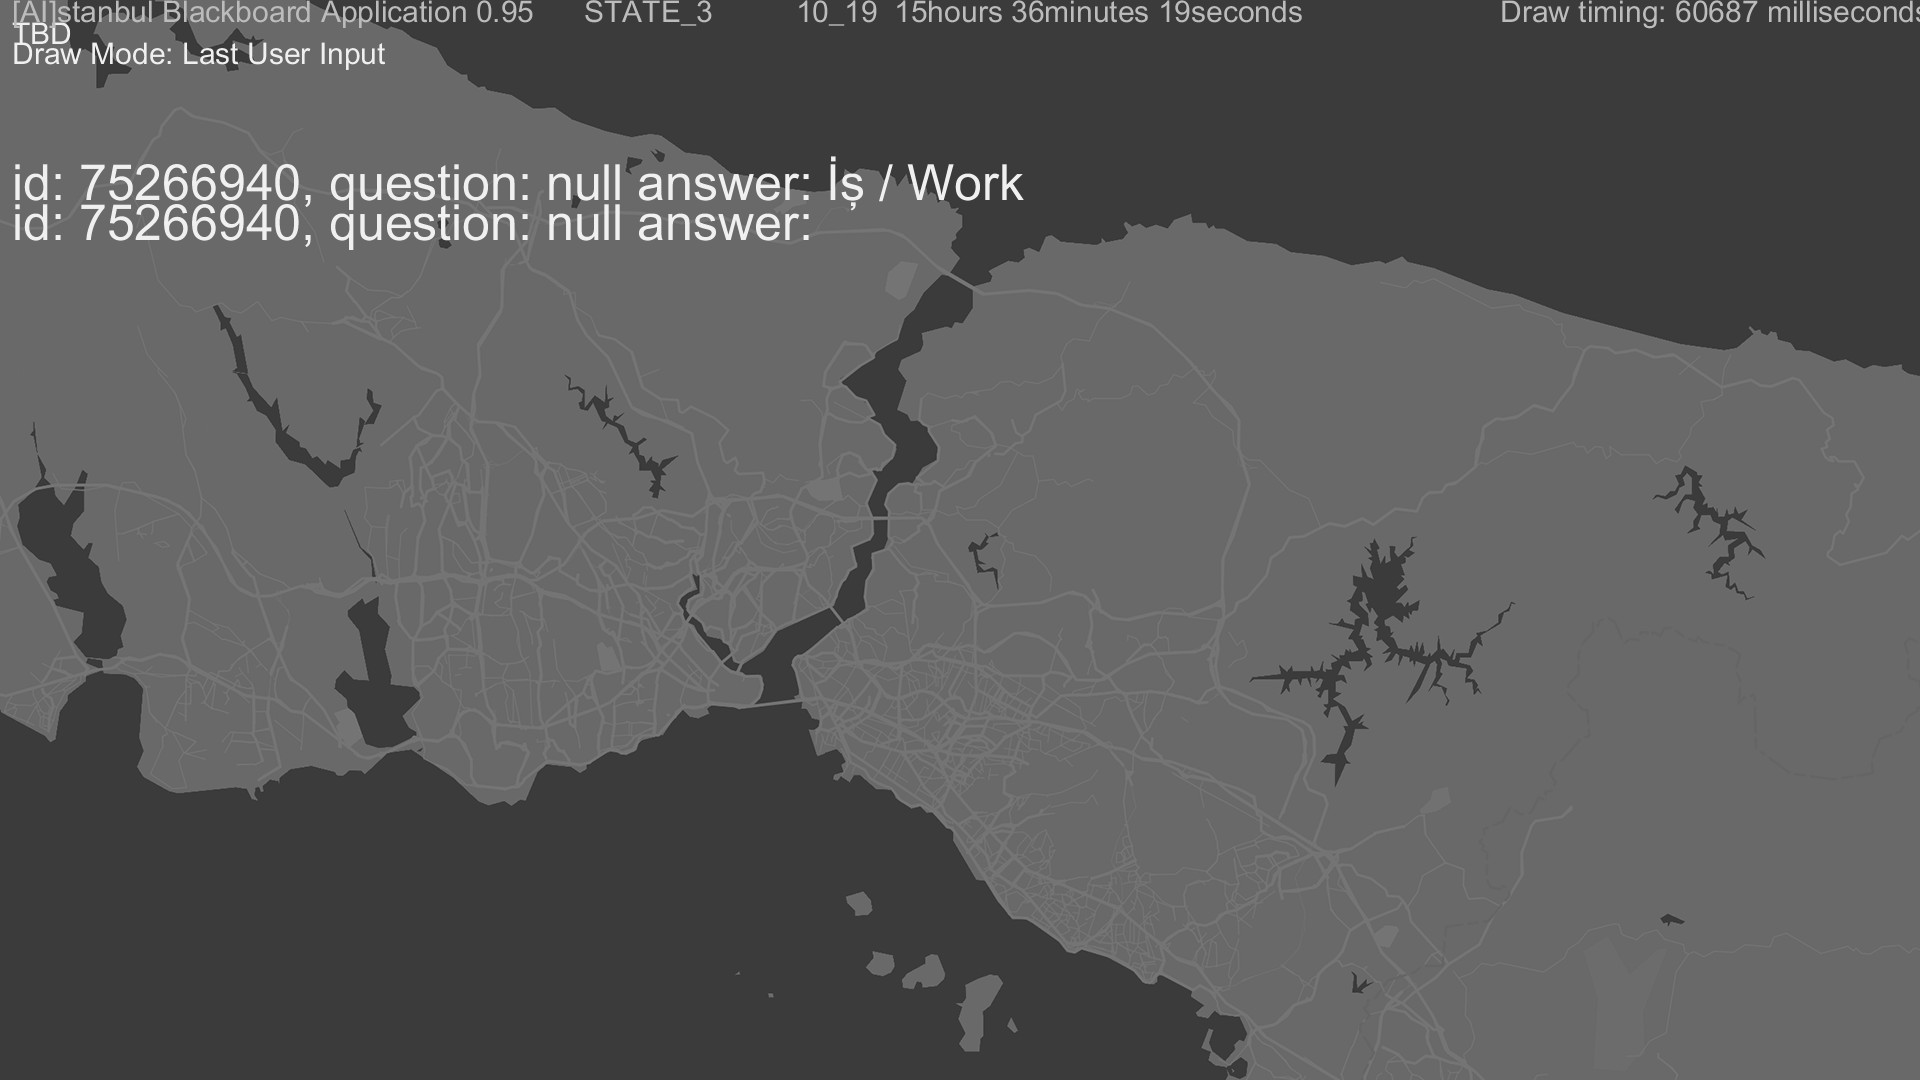 [AI]stanbul Blackboard Application 0.95 STATE_3 10_19 15hours 36minutes 19seconds Draw timing: 60687 milliseconds
TBD
Draw Mode: Last User Input
id: 75266940, question: null answer: İş / Work
id: 75266940, question: null answer: